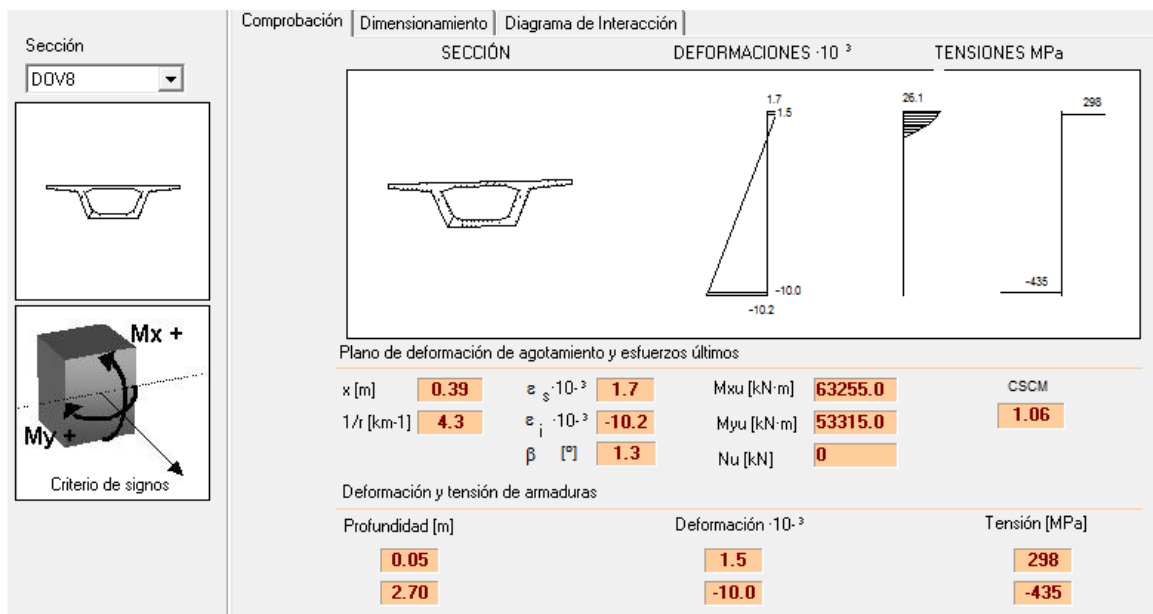 Comprobación Dimensionamiento Diagrama de Interacción
Sección
DOV8
SECCIÓN DEFORMACIONES ·10 ³ TENSIONES MPa
1.7
1.5
-10.0
-10.2
26.1
298
-435
Mx +
My +
Criterio de signos
Plano de deformación de agotamiento y esfuerzos últimos
x [m] 0.39 ε s ·10-³ 1.7 Mxu [kN·m] 63255.0 CSCM
1/r [km-1] 4.3 ε i ·10-³ -10.2 Myu [kN·m] 53315.0 1.06
β [º] 1.3 Nu [kN] 0
Deformación y tensión de armaduras
Profundidad [m] Deformación ·10-³ Tensión [MPa]
0.05 1.5 298
2.70 -10.0 -435